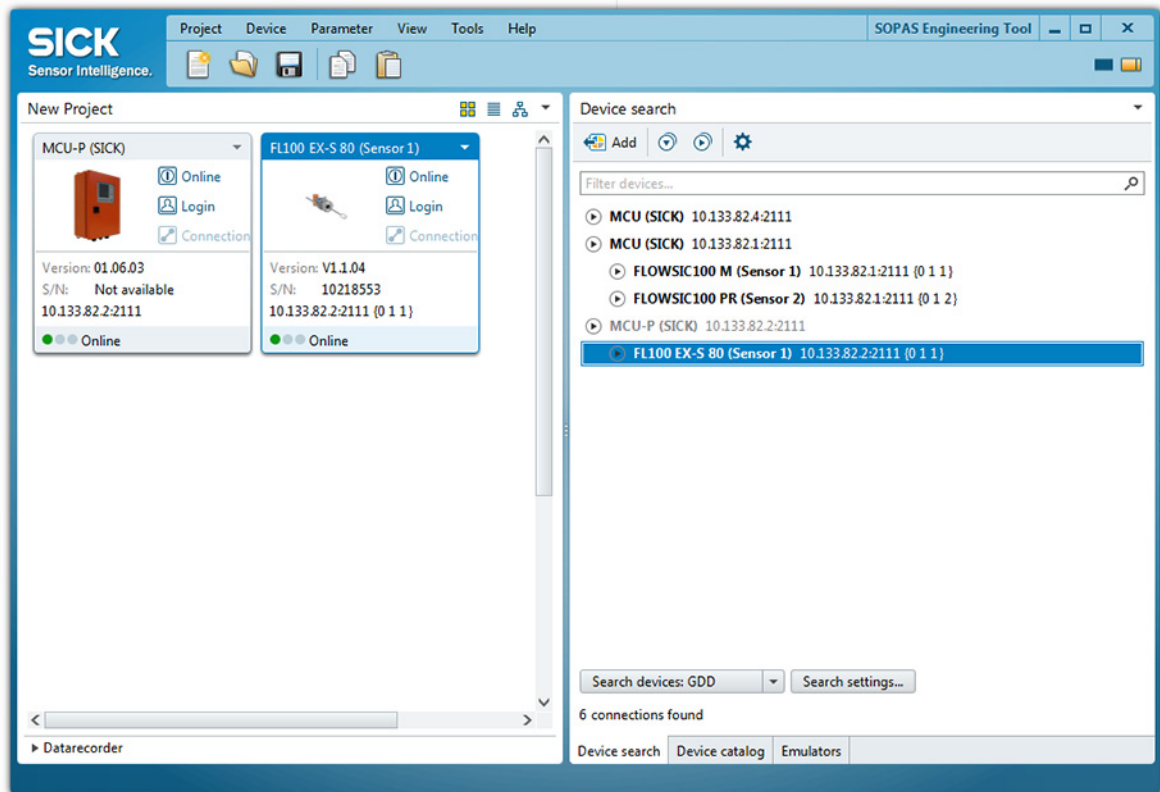 SICK
Sensor Intelligence.
Project Device Parameter View Tools Help
SOPAS Engineering Tool
New Project
MCU-P (SICK)
Online
Login
Connection
Version: 01.06.03
S/N: Not available
10.133.82.2:2111
Online
FL100 EX-S 80 (Sensor 1)
Online
Login
Connection
Version: V1.1.04
S/N: 10218553
10.133.82.2:2111 {0 1 1}
Online
Datarecorder
Device search
Add
Filter devices...
MCU (SICK) 10.133.82.4:2111
MCU (SICK) 10.133.82.1:2111
FLOWSIC100 M (Sensor 1) 10.133.82.1:2111 {0 1 1}
FLOWSIC100 PR (Sensor 2) 10.133.82.1:2111 {0 1 2}
MCU-P (SICK) 10.133.82.2:2111
FL100 EX-S 80 (Sensor 1) 10.133.82.2:2111 {0 1 1}
Search devices: GDD Search settings...
6 connections found
Device search Device catalog Emulators